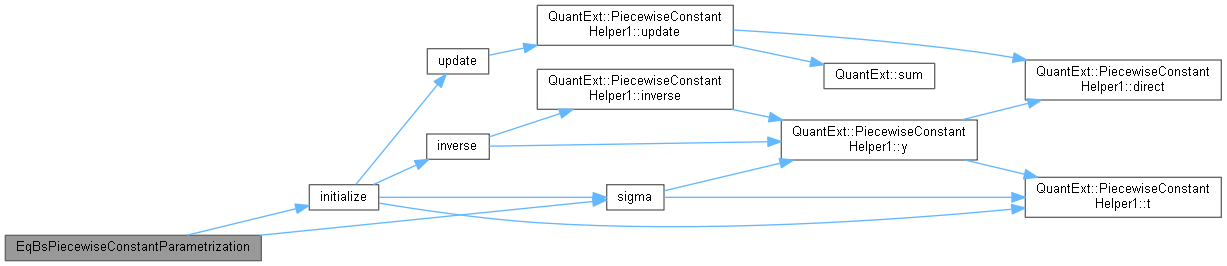 QuantExt::PiecewiseConstant
Helper1::update
update
QuantExt::sum
QuantExt::PiecewiseConstant
Helper1::direct
QuantExt::PiecewiseConstant
Helper1::inverse
inverse
QuantExt::PiecewiseConstant
Helper1::y
initialize
sigma
QuantExt::PiecewiseConstant
Helper1::t
EqBsPiecewiseConstantParametrization